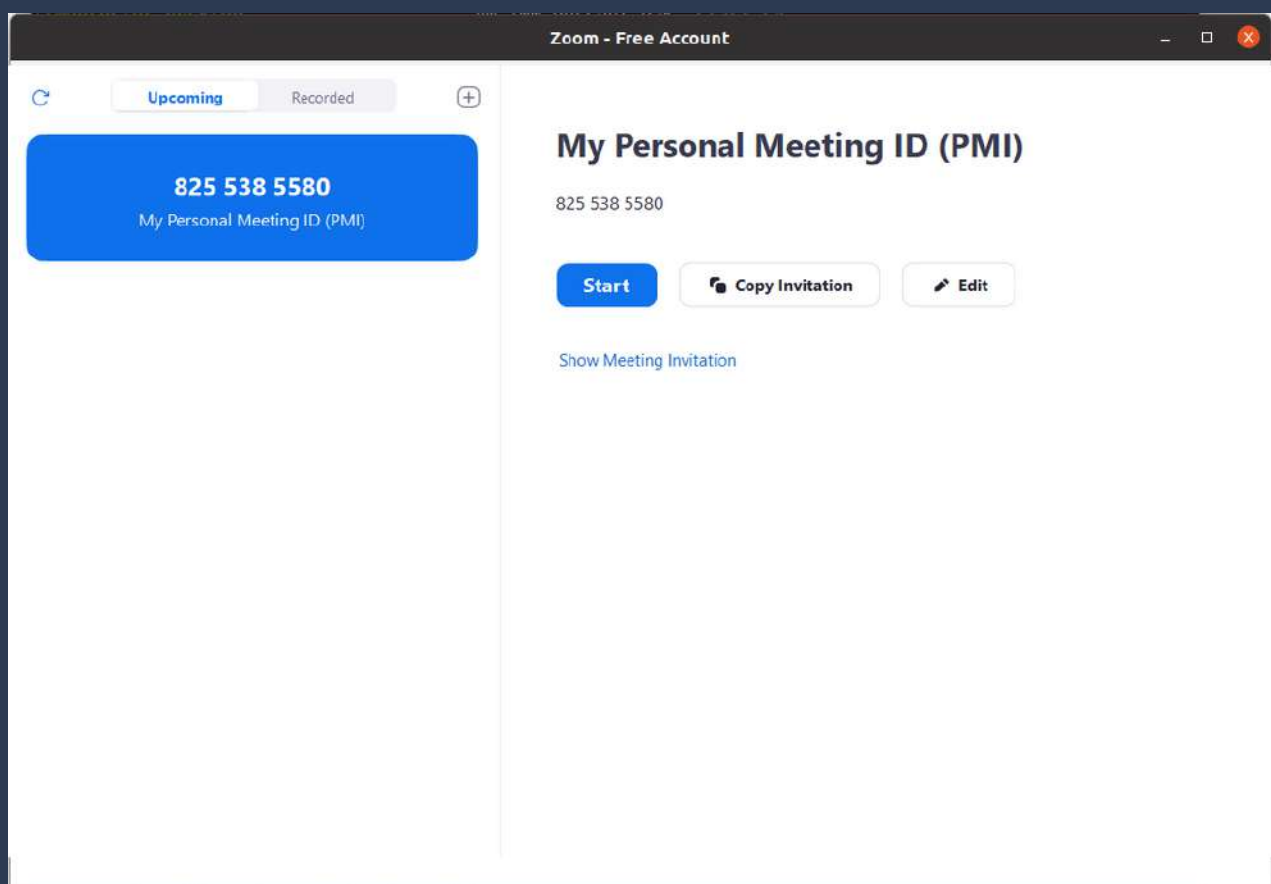 Zoom - Free Account
Upcoming
Recorded
825 538 5580
My Personal Meeting ID (PMI)
My Personal Meeting ID (PMI)
825 538 5580
Start
Copy Invitation
Edit
Show Meeting Invitation